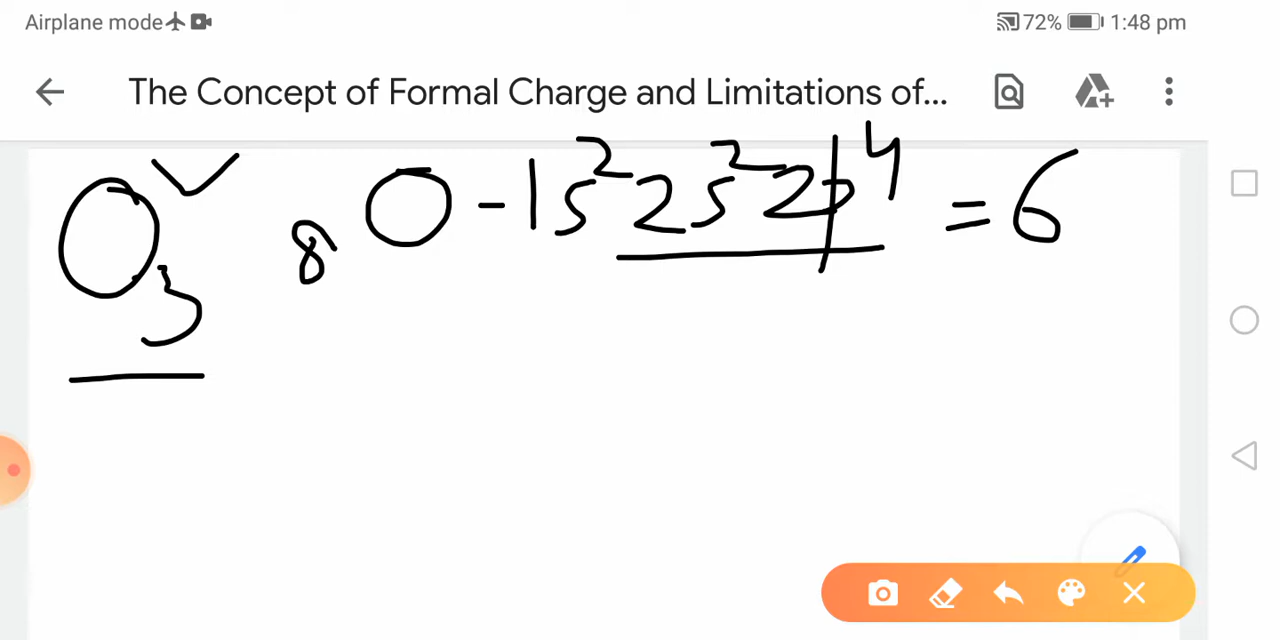 Airplane mode 72% 1:48 pm
The Concept of Formal Charge and Limitations of...
O₃ ₈O - 1s² 2s² 2p⁴ = 6